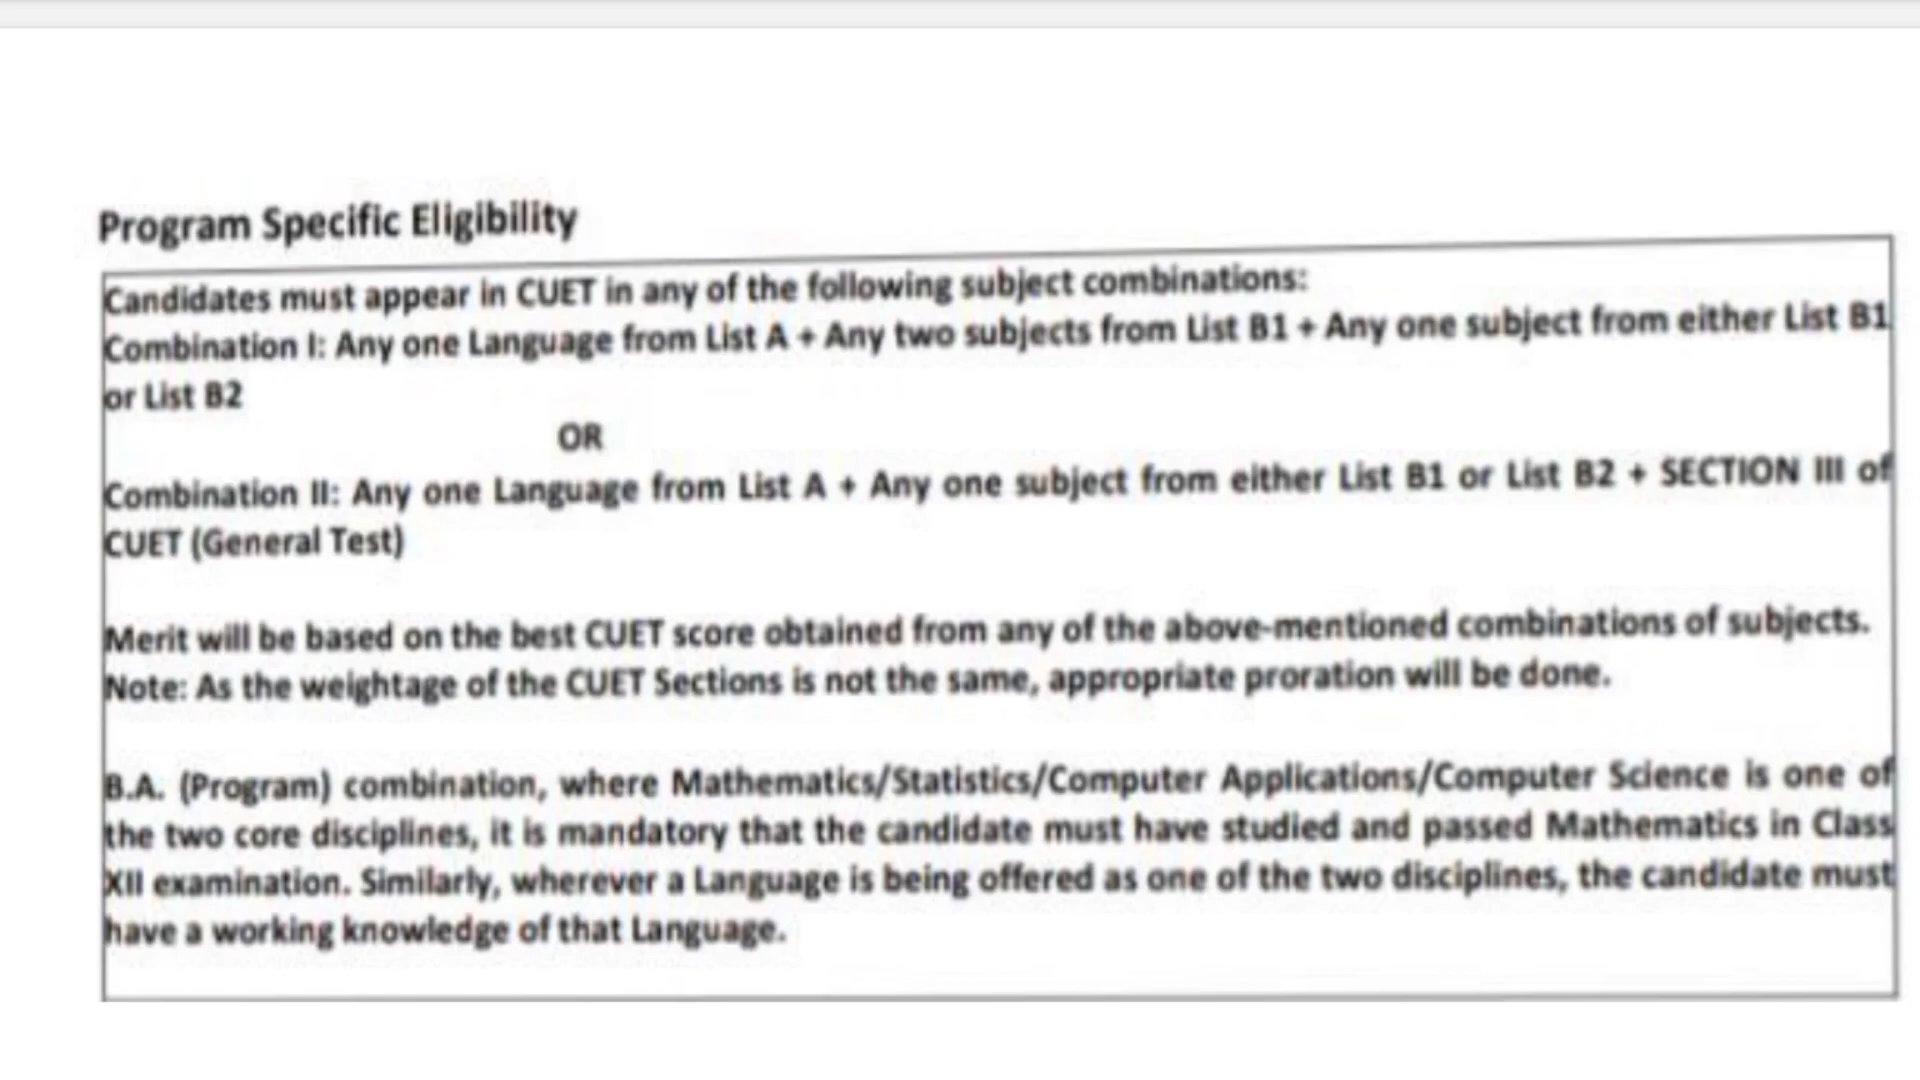 Program Specific Eligibility
Candidates must appear in CUET in any of the following subject combinations:
Combination I: Any one Language from List A + Any two subjects from List B1 + Any one subject from either List B1
or List B2
OR
Combination II: Any one Language from List A + Any one subject from either List B1 or List B2 + SECTION III of
CUET (General Test)
Merit will be based on the best CUET score obtained from any of the above-mentioned combinations of subjects.
Note: As the weightage of the CUET Sections is not the same, appropriate proration will be done.
B.A. (Program) combination, where Mathematics/Statistics/Computer Applications/Computer Science is one of
the two core disciplines, it is mandatory that the candidate must have studied and passed Mathematics in Class
XII examination. Similarly, wherever a Language is being offered as one of the two disciplines, the candidate must
have a working knowledge of that Language.